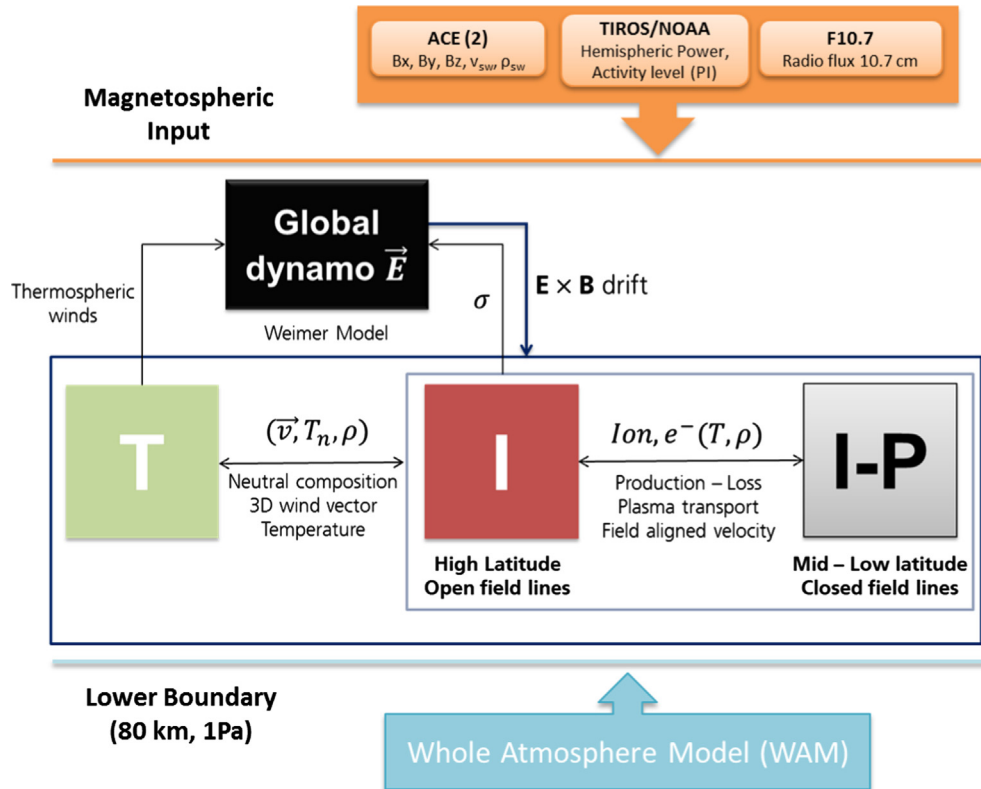 ACE (2)
Bx, By, Bz, vsw, ρsw
TIROS/NOAA
Hemispheric Power,
Activity level (PI)
F10.7
Radio flux 10.7 cm
Magnetospheric
Input
Global
dynamo E⃗
Weimer Model
Thermospheric
winds
σ
E × B drift
T
(v⃗, Tn, ρ)
Neutral composition
3D wind vector
Temperature
I
High Latitude
Open field lines
Ion, e⁻(T, ρ)
Production – Loss
Plasma transport
Field aligned velocity
I-P
Mid – Low latitude
Closed field lines
Lower Boundary
(80 km, 1Pa)
Whole Atmosphere Model (WAM)